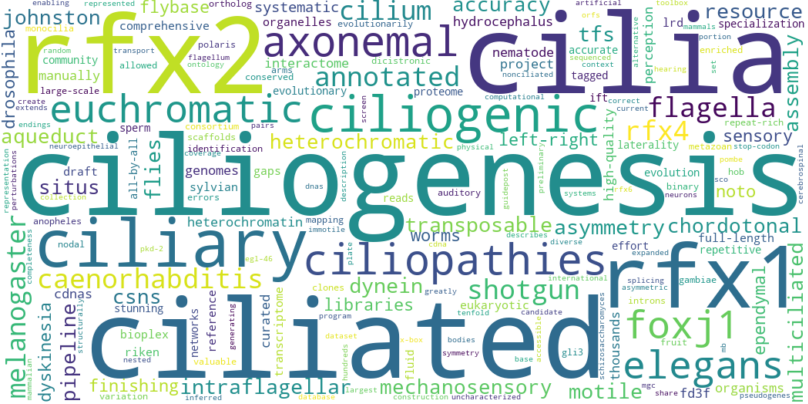 enabling represented ortholog artificial orfs
johnston flybase systematic cilium accuracy toolbox resource
rfx2 axonemal cilia
monocilia polaris comprehensive organelles evolutionarily hydrocephalus lrd mammals portion specialization
random transport flagellum interactome nematode tfs accurate alternative perception enriched
community allowed ontology arms dicistronic project sequenced hearing set
drosophila manually conserved annotated evolutionary proteome tagged context nonciliated computational
large-scale create extends ift screen correct current flagella assembly
euchromatic ciliogenic
endings sperm consortium pairs scaffolds rfx4 repeat-rich
aqueduct heterochromatic left-right high-quality laterality sensory metazoan stop-codon
neuroepithelial coverage identification physical preliminary rfx6 pombe
representation perturbations all-by-all flies genomes gaps description evolution hob
ciliogenesis
draft sylvian dnas auditory guidepost systems binary sco cerebrospinal
situs errors reads neurons noto
collection anopheles heterochromatin mapping immotile transposable asymmetry chordotonal
ciliary nodal worms describes diverse effort full-length
melanogaster completeness pkd-2 egl-46 plate cdna ciliopathies expanded repetitive
caenorhabditis rfx1
cdnas csns networks reference generating dynein clones greatly tenfold shotgun eukaryotic candidate splicing asymmetric gambiae introns
dyskinesia pipeline stunning bioplex libraries program international thousands foxj1 ependymal multiciliated
structurally riken curated transcriptome dataset x-box bodies symmetry accessible schizosaccharomyces fruit mb
ciliated
mammalian nested valuable hundreds fluid base gli3 elegans
finishing intraflagellar mechanosensory motile mgc share fd3f organisms
variation inferred database largest construction uncharacterized pseudogenes